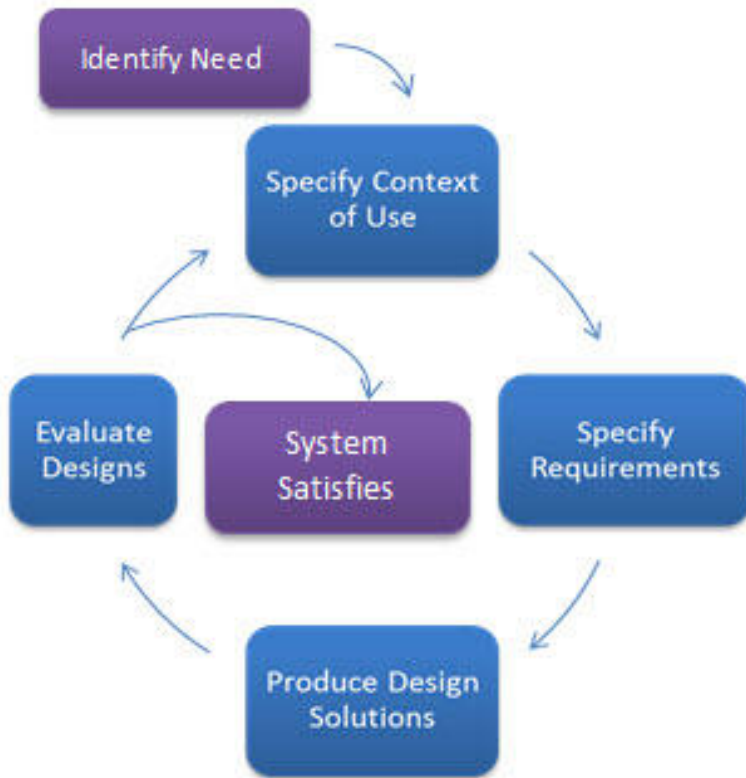 Identify Need
Specify Context
of Use
Specify
Requirements
Produce Design
Solutions
Evaluate
Designs
System
Satisfies